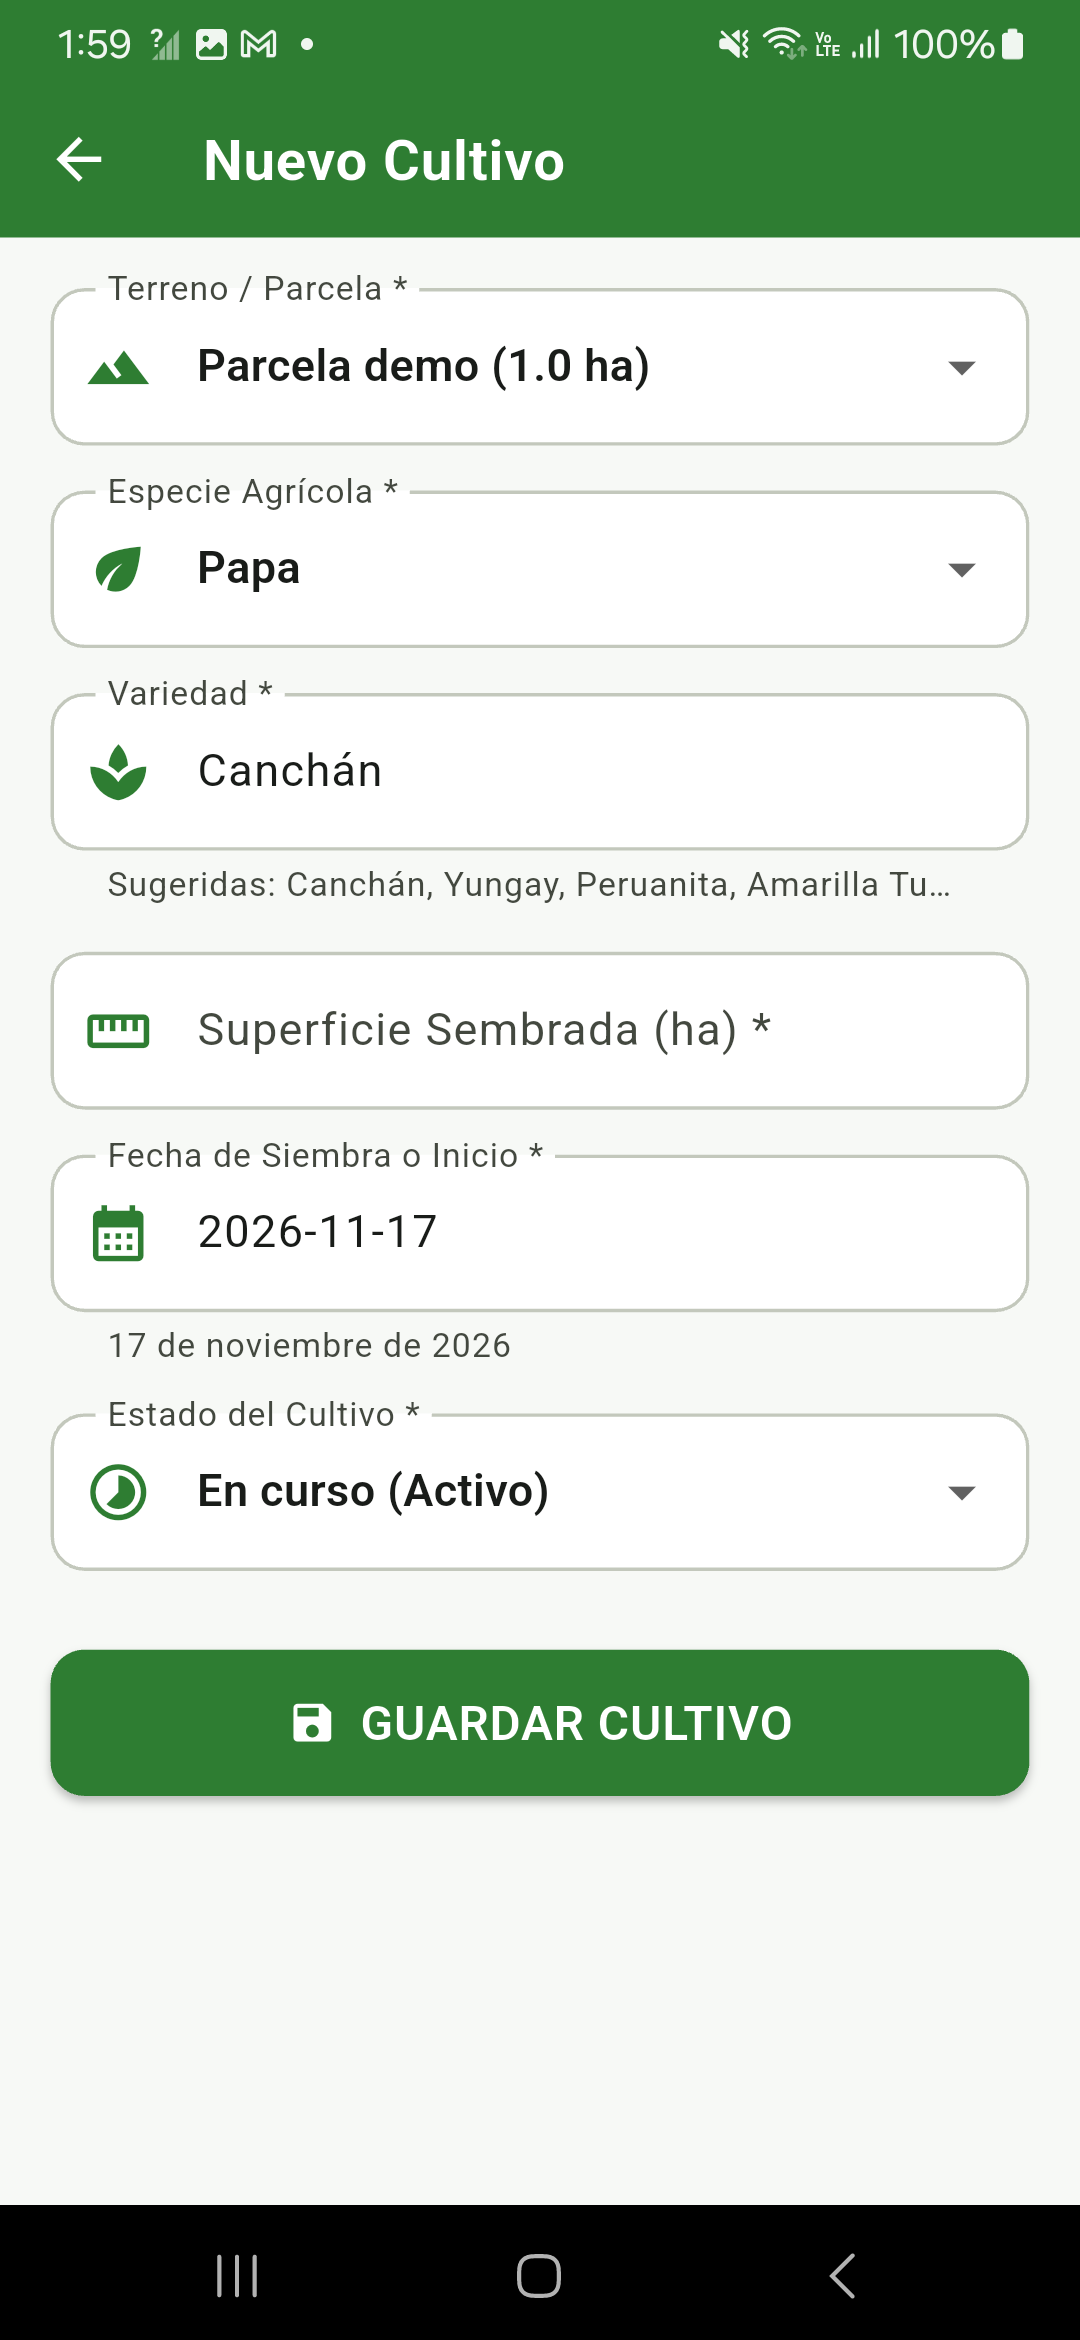 1:59
Vo
LTE
100%
Nuevo Cultivo
Terreno / Parcela *
Parcela demo (1.0 ha)
Especie Agrícola *
Papa
Variedad *
Canchán
Sugeridas: Canchán, Yungay, Peruanita, Amarilla Tu…
Superficie Sembrada (ha) *
Fecha de Siembra o Inicio *
2026-11-17
17 de noviembre de 2026
Estado del Cultivo *
En curso (Activo)
GUARDAR CULTIVO